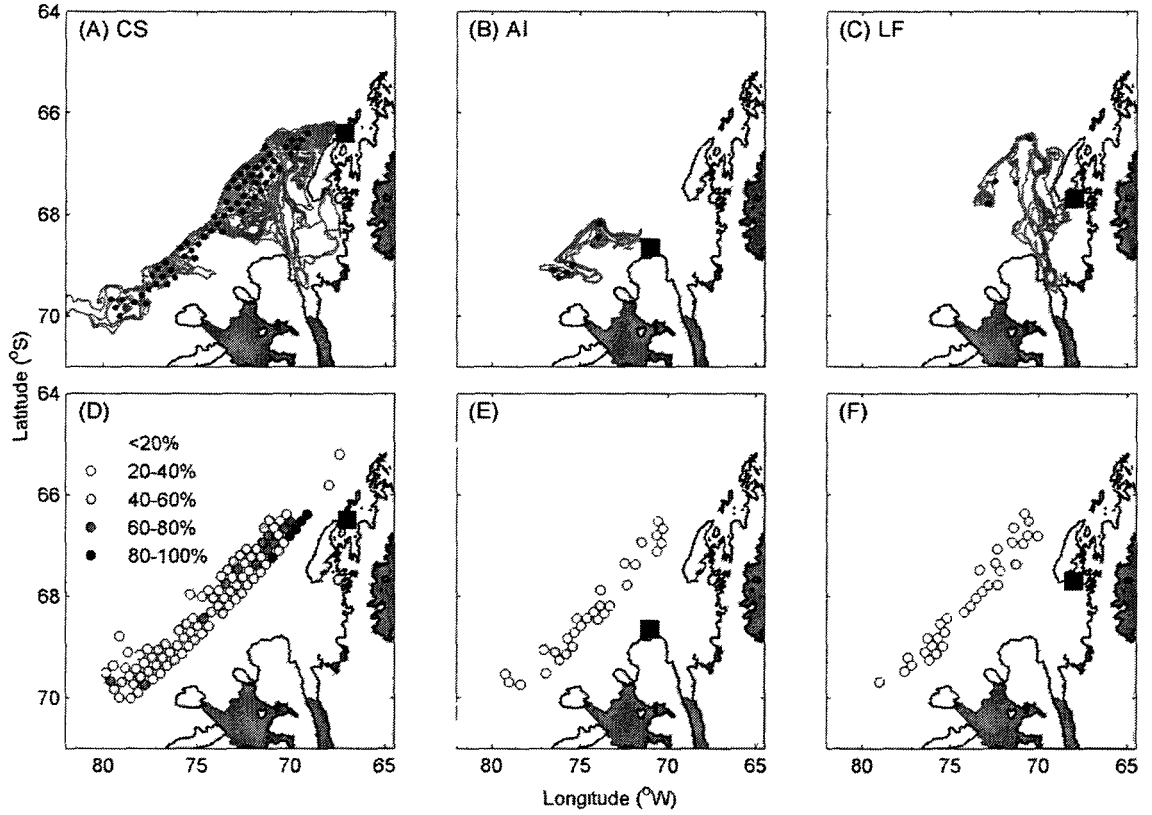 (A) CS
(B) AI
(C) LF
64
66
68
70
Latitude (°S)
(D)
(E)
(F)
<20%
20-40%
40-60%
60-80%
80-100%
64
66
68
70
80 75 70 65
80 75 70 65
80 75 70 65
Longitude (°W)